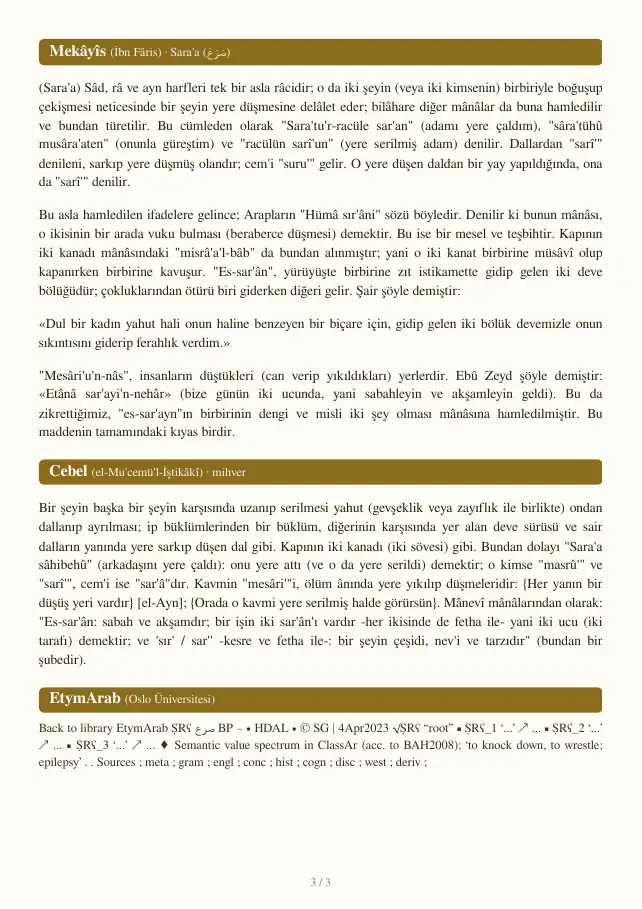 Mekâyîs (İbn Fâris) · Sara'a (صَرَعَ)
(Sara'a) Sâd, râ ve ayn harfleri tek bir asla râcidir; o da iki şeyin (veya iki kimsenin) birbiriyle boğuşup
çekişmesi neticesinde bir şeyin yere düşmesine delâlet eder; bilâhare diğer mânâlar da buna hamledilir
ve bundan türetilir. Bu cümleden olarak "Sara'tu'r-racüle sar'an" (adamı yere çaldım), "sâra'tühû
musâra'aten" (onunla güreştim) ve "racülün sarî'un" (yere serilmiş adam) denilir. Dallardan "sarî'"
denileni, sarkıp yere düşmüş olandır; cem'i "suru'" gelir. O yere düşen daldan bir yay yapıldığında, ona
da "sarî'" denilir.
Bu asla hamledilen ifadelere gelince; Arapların "Hümâ sır'âni" sözü böyledir. Denilir ki bunun mânâsı,
o ikisinin bir arada vuku bulması (beraberce düşmesi) demektir. Bu ise bir mesel ve teşbihtir. Kapının
iki kanadı mânâsındaki "misrâ'a'l-bâb" da bundan alınmıştır; yani o iki kanat birbirine müsâvî olup
kapanırken birbirine kavuşur. "Es-sar'ân", yürüyüşte birbirine zıt istikamette gidip gelen iki deve
bölüğüdür; çokluklarından ötürü biri giderken diğeri gelir. Şair şöyle demiştir:
«Dul bir kadın yahut hali onun haline benzeyen bir biçare için, gidip gelen iki bölük devemizle onun
sıkıntısını giderip ferahlık verdim.»
"Mesâri'u'n-nâs", insanların düştükleri (can verip yıkıldıkları) yerlerdir. Ebû Zeyd şöyle demiştir:
«Etânâ sar'ayi'n-nehâr» (bize günün iki ucunda, yani sabahleyin ve akşamleyin geldi). Bu da
zikrettiğimiz, "es-sar'ayn"ın birbirinin dengi ve misli iki şey olması mânâsına hamledilmiştir. Bu
maddenin tamamındaki kıyas birdir.
Cebel (el-Mu'cemü'l-İştikâkî) · mihver
Bir şeyin başka bir şeyin karşısında uzanıp serilmesi yahut (gevşeklik veya zayıflık ile birlikte) ondan
dallanıp ayrılması; ip büklümlerinden bir büklüm, diğerinin karşısında yer alan deve sürüsü ve sair
dalların yanında yere sarkıp düşen dal gibi. Kapının iki kanadı (iki sövesi) gibi. Bundan dolayı "Sara'a
sâhibehû" (arkadaşını yere çaldı): onu yere attı (ve o da yere serildi) demektir; o kimse "masrû'" ve
"sarî'", cem'i ise "sar'â"dır. Kavmin "mesâri'"i, ölüm ânında yere yıkılıp düşmeleridir: {Her yanın bir
düşüş yeri vardır} [el-Ayn]; {Orada o kavmi yere serilmiş halde görürsün}. Mânevî mânâlarından olarak:
"Es-sar'ân: sabah ve akşamdır; bir işin iki sar'ân'ı vardır -her ikisinde de fetha ile- yani iki ucu (iki
tarafı) demektir; ve 'sır' / sar'' -kesre ve fetha ile-: bir şeyin çeşidi, nev'i ve tarzıdır" (bundan bir
şubedir).
EtymArab (Oslo Üniversitesi)
Back to library EtymArab ṢRʕ صرع BP – • HDAL • © SG | 4Apr2023 √ṢRʕ “root” ▪ ṢRʕ_1 ‘...’ ↗ ... ▪ ṢRʕ_2 ‘...’
↗ ... ▪ ṢRʕ_3 ‘...’ ↗ ... ♦ Semantic value spectrum in ClassAr (acc. to BAH2008): ‘to knock down, to wrestle;
epilepsy’ . . Sources ; meta ; gram ; engl ; conc ; hist ; cogn ; disc ; west ; deriv ;
3 / 3